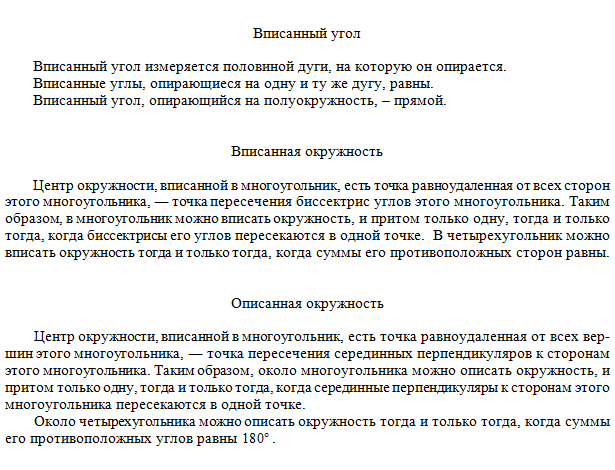 Вписанный угол
Вписанный угол измеряется половиной дуги, на которую он опирается.
Вписанные углы, опирающиеся на одну и ту же дугу, равны.
Вписанный угол, опирающийся на полуокружность, – прямой.
Вписанная окружность
Центр окружности, вписанной в многоугольник, есть точка равноудаленная от всех сторон
этого многоугольника, — точка пересечения биссектрис углов этого многоугольника. Таким
образом, в многоугольник можно вписать окружность, и притом только одну, тогда и только
тогда, когда биссектрисы его углов пересекаются в одной точке. В четырехугольник можно
вписать окружность тогда и только тогда, когда суммы его противоположных сторон равны.
Описанная окружность
Центр окружности, вписанной в многоугольник, есть точка равноудаленная от всех вер-
шин этого многоугольника, — точка пересечения серединных перпендикуляров к сторонам
этого многоугольника. Таким образом, около многоугольника можно описать окружность, и
притом только одну, тогда и только тогда, когда серединные перпендикуляры к сторонам этого
многоугольника пересекаются в одной точке.
Около четырехугольника можно описать окружность тогда и только тогда, когда суммы
его противоположных углов равны 180° .